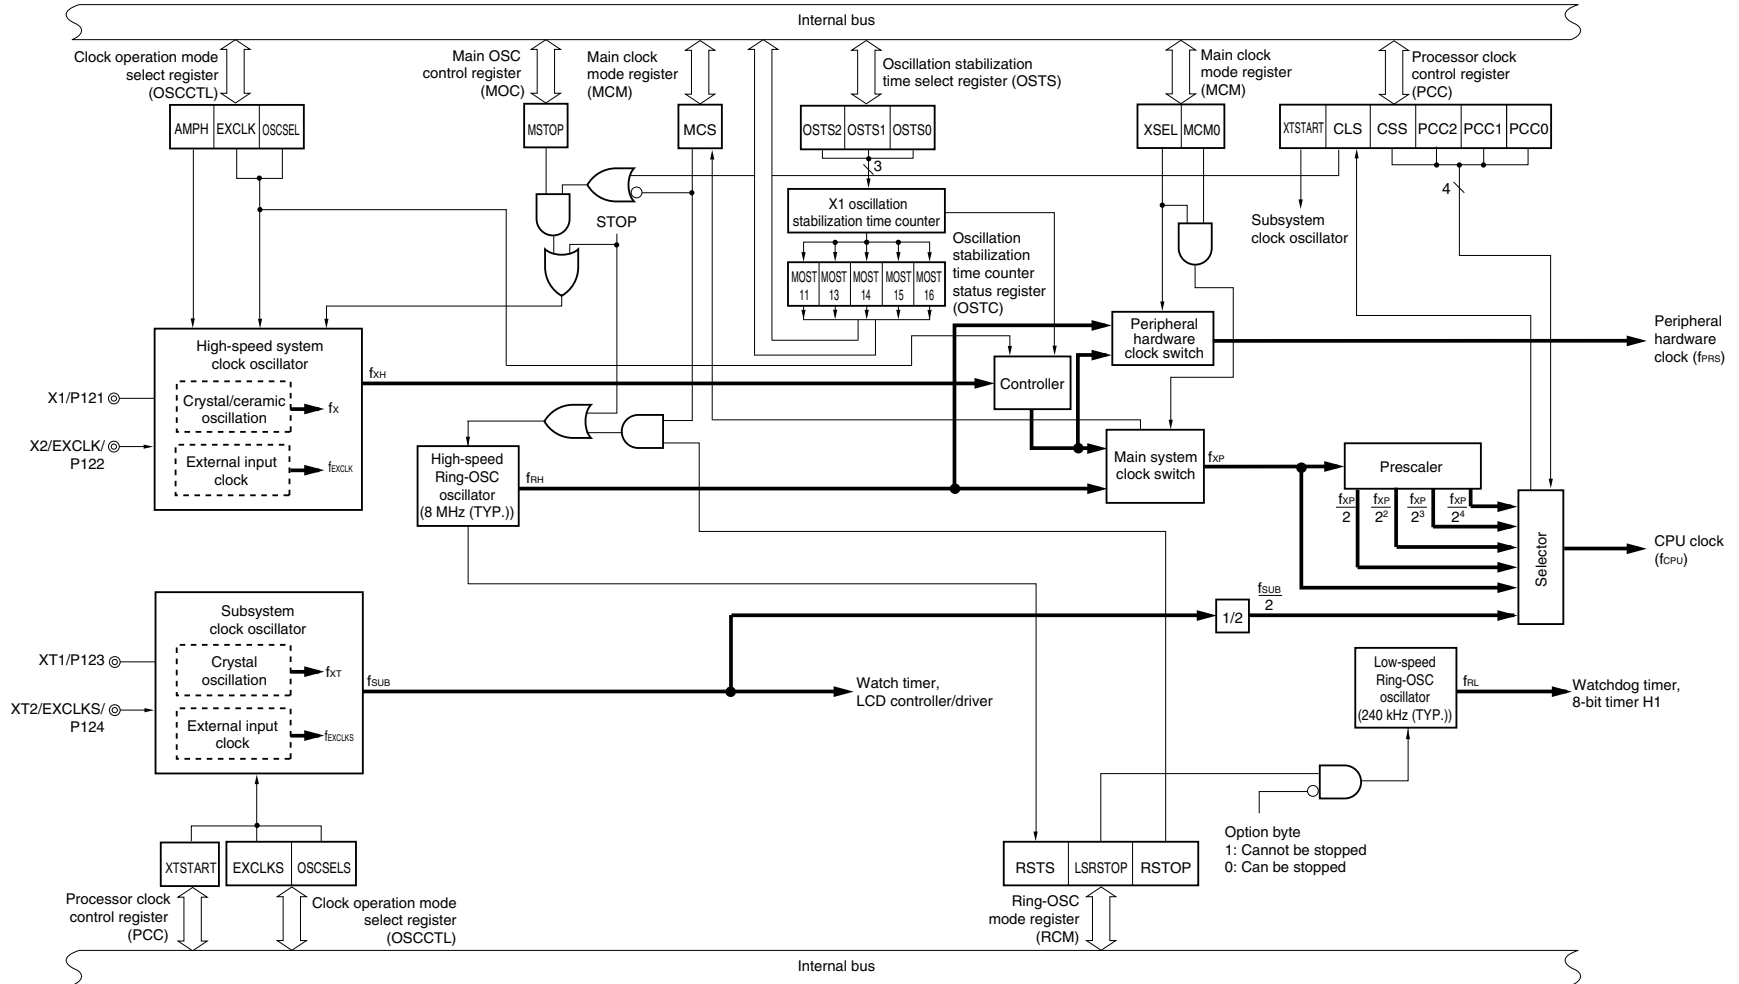 Internal bus
Clock operation mode
select register
(OSCCTL)
Main OSC
control register
(MOC)
Main clock
mode register
(MCM)
Oscillation stabilization
time select register (OSTS)
Main clock
mode register
(MCM)
Processor clock
control register
(PCC)
AMPH EXCLK OSCSEL
MSTOP
MCS
OSTS2 OSTS1 OSTS0
XSEL MCM0
XTSTART CLS CSS PCC2 PCC1 PCC0
3
4
STOP
X1 oscillation
stabilization time counter
Subsystem
clock oscillator
Oscillation
stabilization
time counter
status register
(OSTC)
MOST 11
MOST 13
MOST 14
MOST 15
MOST 16
High-speed system
clock oscillator
Crystal/ceramic
oscillation
fX
External input
clock
fEXCLK
X1/P121
X2/EXCLK/
P122
fXH
Controller
Peripheral
hardware
clock switch
Peripheral
hardware
clock (fPRS)
High-speed
Ring-OSC
oscillator
(8 MHz (TYP.))
fRH
Main system
clock switch
fXP
Prescaler
fXP
2
fXP
2²
fXP
2³
fXP
2⁴
Selector
CPU clock
(fCPU)
fSUB
2
1/2
Subsystem
clock oscillator
Crystal
oscillation
fXT
External input
clock
fEXCLKS
XT1/P123
XT2/EXCLKS/
P124
fSUB
Watch timer,
LCD controller/driver
Low-speed
Ring-OSC
oscillator
(240 kHz (TYP.))
fRL
Watchdog timer,
8-bit timer H1
Option byte
1: Cannot be stopped
0: Can be stopped
XTSTART
EXCLKS OSCSELS
RSTS LSRSTOP RSTOP
Processor clock
control register
(PCC)
Clock operation mode
select register
(OSCCTL)
Ring-OSC
mode register
(RCM)
Internal bus